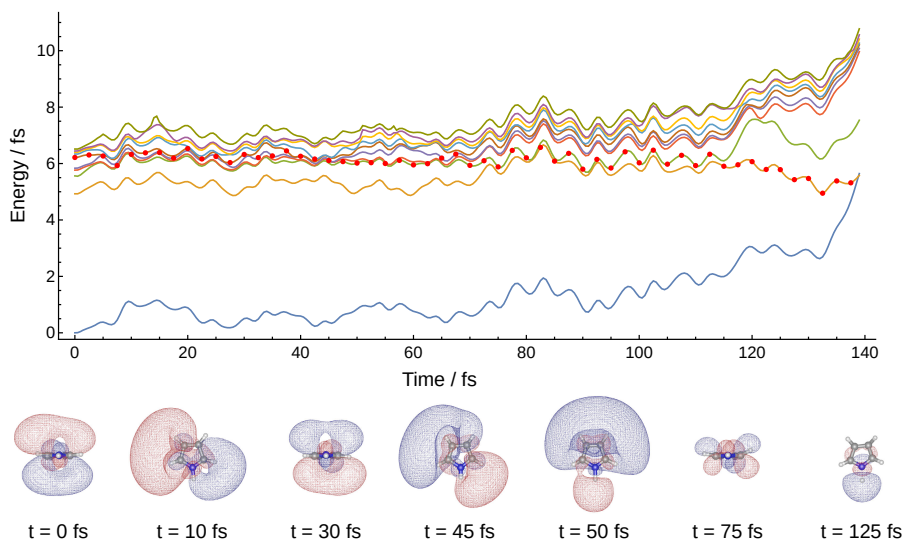 10
8
6
4
2
0
Energy / fs
0 20 40 60 80 100 120 140
Time / fs
t = 0 fs t = 10 fs t = 30 fs t = 45 fs t = 50 fs t = 75 fs t = 125 fs